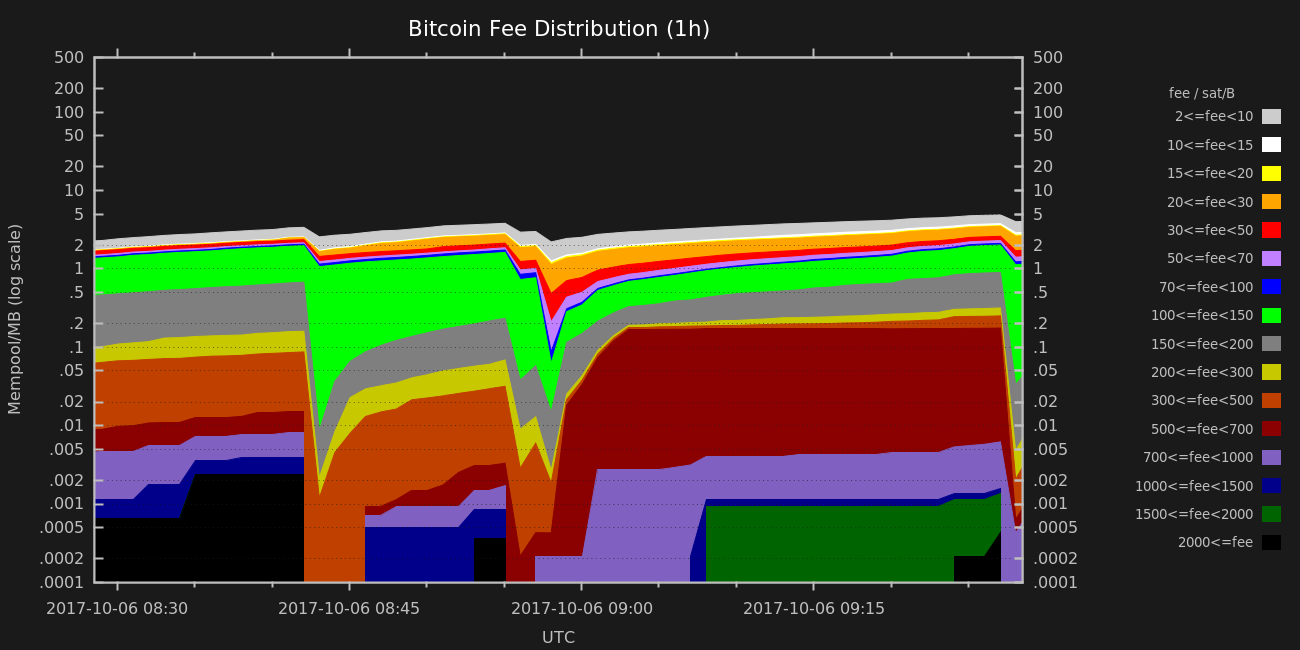 Bitcoin Fee Distribution (1h)
Mempool/MB (log scale)
500
200
100
50
20
10
5
2
1
.5
.2
.1
.05
.02
.01
.005
.002
.001
.0005
.0002
.0001
500
200
100
50
20
10
5
2
1
.5
.2
.1
.05
.02
.01
.005
.002
.001
.0005
.0002
.0001
2017-10-06 08:30 2017-10-06 08:45 2017-10-06 09:00 2017-10-06 09:15
UTC
fee / sat/B
2<=fee<10
10<=fee<15
15<=fee<20
20<=fee<30
30<=fee<50
50<=fee<70
70<=fee<100
100<=fee<150
150<=fee<200
200<=fee<300
300<=fee<500
500<=fee<700
700<=fee<1000
1000<=fee<1500
1500<=fee<2000
2000<=fee